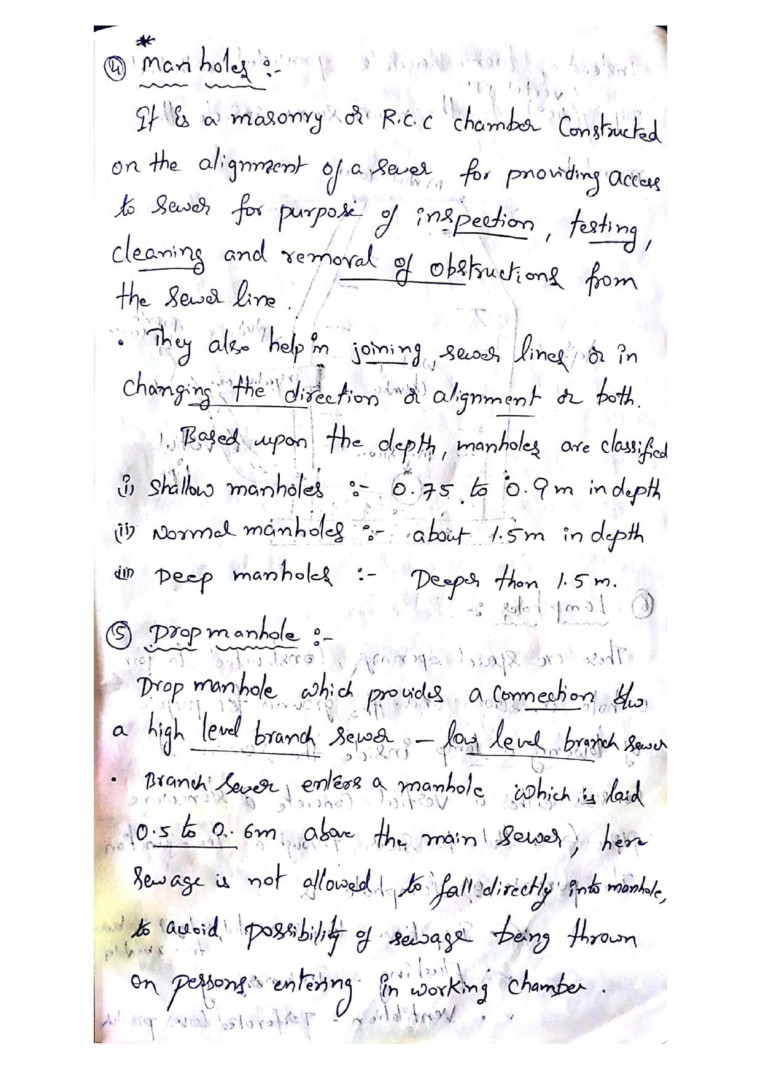 *
④ Manholes :-
It is a masonry or R.C.C chamber Constructed
on the alignment of a sewer for providing access
to sewer for purpose of inspection, testing,
cleaning and removal of obstructions from
the sewer line.
• They also help in joining sewer lines or in
changing the direction or alignment or both.
Based upon the depth, manholes are classified
(i) Shallow manholes :- 0.75 to 0.9m in depth
(ii) Normal manholes :- about 1.5m in depth
(iii) Deep manholes :- Deeper than 1.5m.
⑤ Drop manhole :-
Drop manhole which provides a connection b/w
a high level branch sewer - low level branch sewer
• Branch sewer enters a manhole which is laid
0.5 to 0.6m above the main sewer, here
sewage is not allowed to fall directly into manhole,
to avoid possibility of sewage being thrown
on persons entering in working chamber.